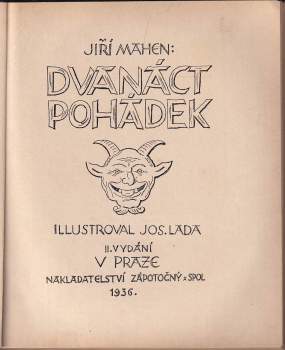 JIŘÍ MAHEN:
DVANÁCT
POHÁDEK
ILLUSTROVAL JOS. LADA
II. VYDÁNÍ
V PRAZE
NAKLADATELSTVÍ ZÁPOTOČNÝ A SPOL
1936.